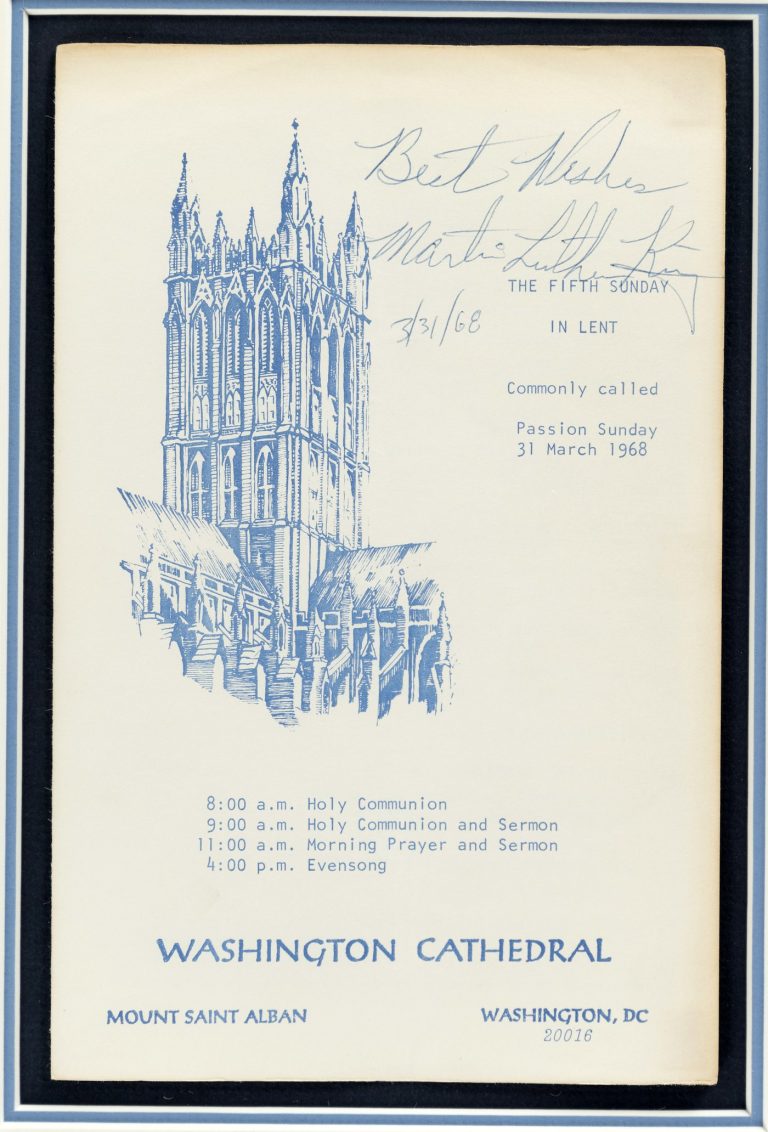 Best Wishes
Martin Luther King
3/31/68
THE FIFTH SUNDAY
IN LENT
Commonly called
Passion Sunday
31 March 1968
8:00 a.m. Holy Communion
9:00 a.m. Holy Communion and Sermon
11:00 a.m. Morning Prayer and Sermon
4:00 p.m. Evensong
WASHINGTON CATHEDRAL
MOUNT SAINT ALBAN
WASHINGTON, DC
20016